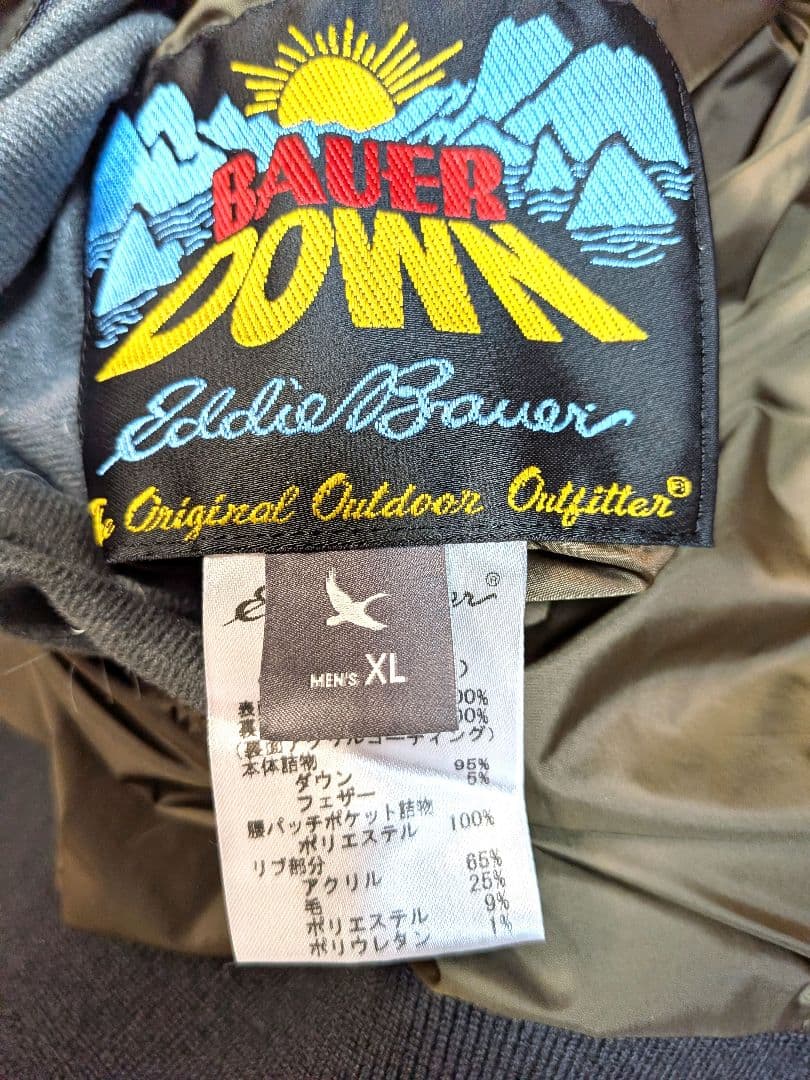 BAUER
DOWN
Eddie Bauer
The Original Outdoor Outfitter®
®
MEN'S XL
00%
00%
(裏面アクリルコーティング)
本体詰物
ダウン 95%
フェザー 5%
腰パッチポケット詰物
ポリエステル 100%
リブ部分
アクリル 65%
毛 25%
ポリエステル 9%
ポリウレタン 1%